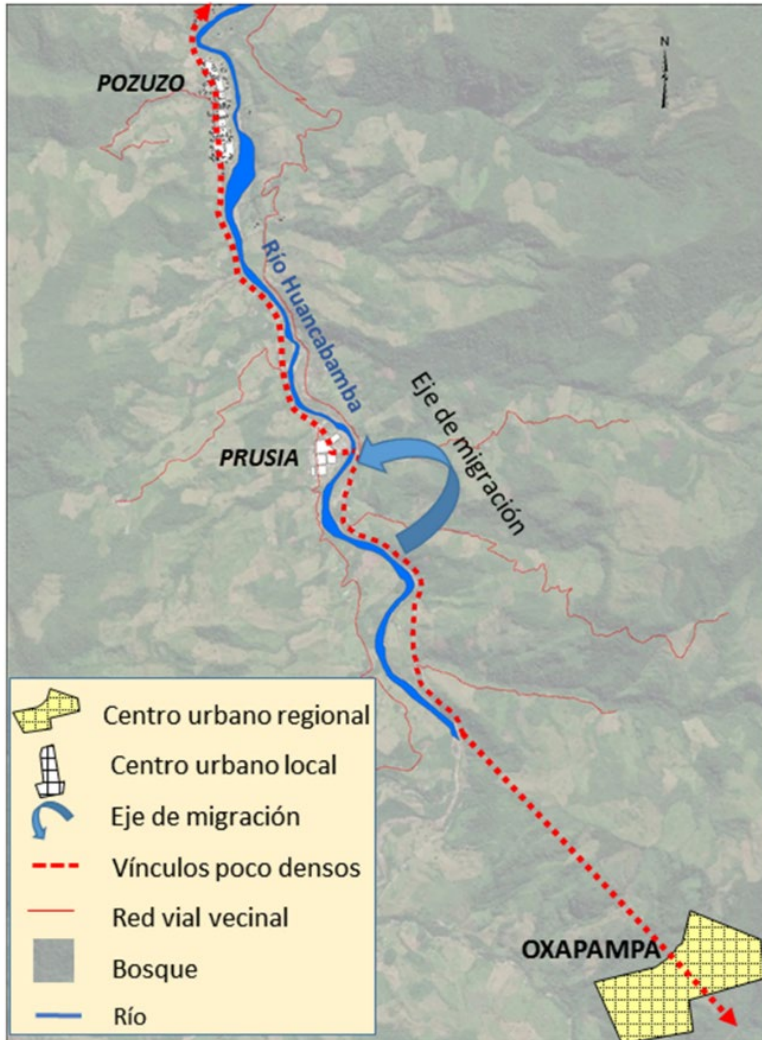 N
POZUZO
Río Huancabamba
Eje de migración
PRUSIA
Centro urbano regional
Centro urbano local
Eje de migración
Vínculos poco densos
Red vial vecinal
Bosque
Río
OXAPAMPA